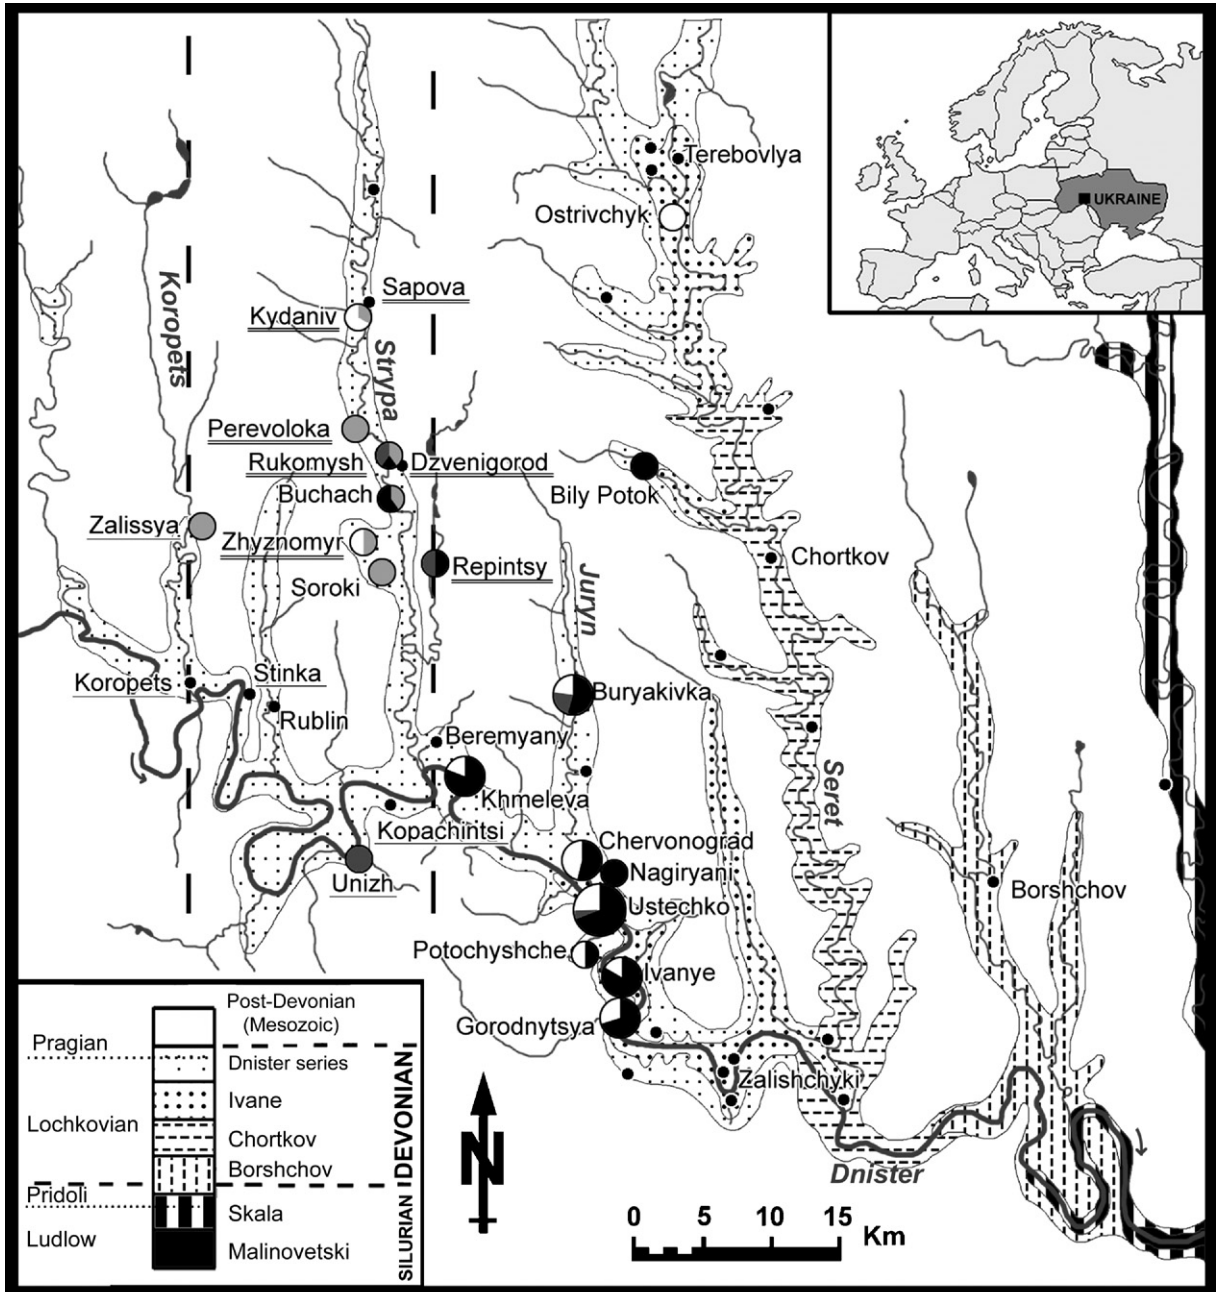 UKRAINE
Terebovlya
Ostrivchyk
Koropets
Sapova
Kydaniv
Strypa
Perevoloka
Rukomysh
Dzvenigorod
Buchach
Bily Potok
Zalissya
Zhyznomyr
Repintsy
Chortkov
Soroki
Juryn
Koropets
Stinka
Buryakivka
Rublin
Beremyany
Seret
Khmeleva
Kopachintsi
Chervonograd
Nagiryani
Unizh
Borshchov
Ustechko
Potochyshche
Ivanye
Gorodnytsya
Zalishchyki
Dnister
Post-Devonian
(Mesozoic)
Pragian
Dnister series
Ivane
Lochkovian
Chortkov
Borshchov
Pridoli
Skala
Ludlow
Malinovetski
SILURIAN
DEVONIAN
N
0 5 10 15
Km